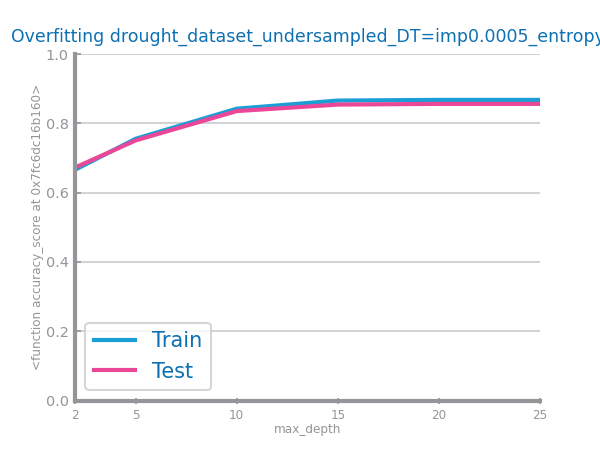 Overfitting drought_dataset_undersampled_DT=imp0.0005_entropy
<function accuracy_score at 0x7fc6dc16b160>
1.0
0.8
0.6
0.4
0.2
0.0
Train
Test
2 5 10 15 20 25
max_depth